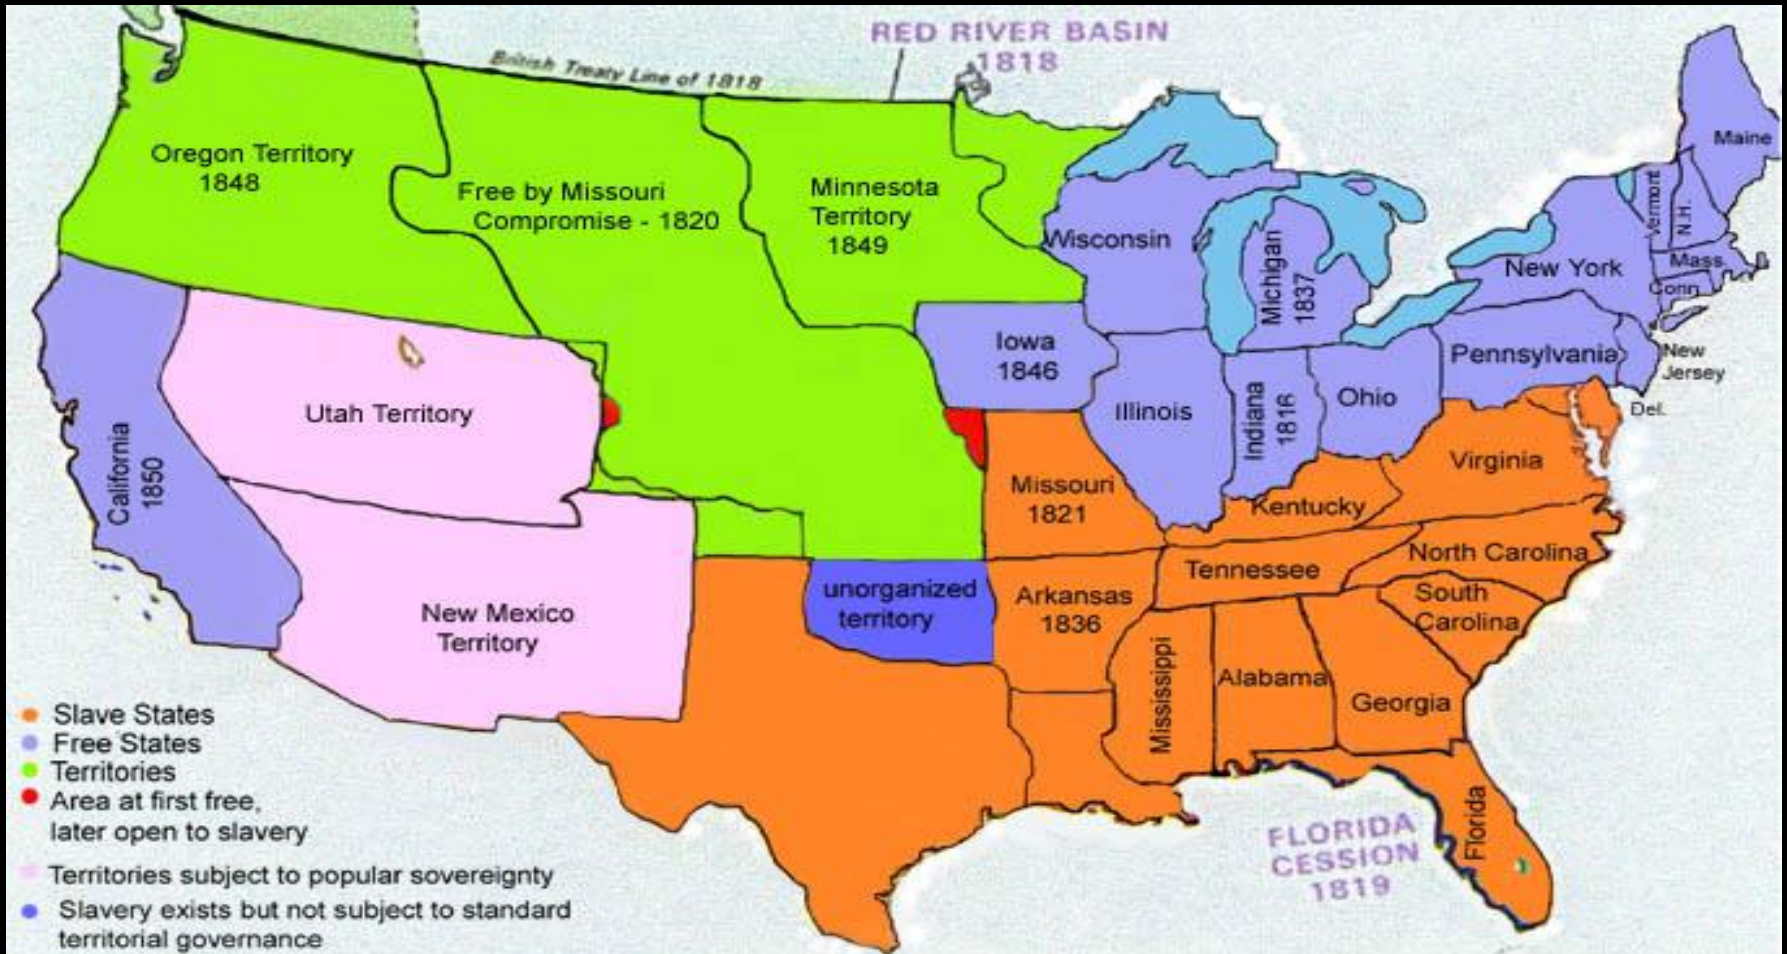 RED RIVER BASIN
1818
British Treaty Line of 1818
Oregon Territory
1848
Free by Missouri
Compromise - 1820
Minnesota
Territory
1849
Wisconsin
Michigan
1837
Maine
Vermont
N.H.
New York
Mass.
Conn
Iowa
1846
Pennsylvania
New
Jersey
Utah Territory
Illinois
Indiana
1816
Ohio
Del.
California
1850
Missouri
1821
Kentucky
Virginia
North Carolina
Tennessee
unorganized
territory
Arkansas
1836
South
Carolina
New Mexico
Territory
Mississippi
Alabama
Georgia
Florida
FLORIDA
CESSION
1819
Slave States
Free States
Territories
Area at first free,
later open to slavery
Territories subject to popular sovereignty
Slavery exists but not subject to standard
territorial governance